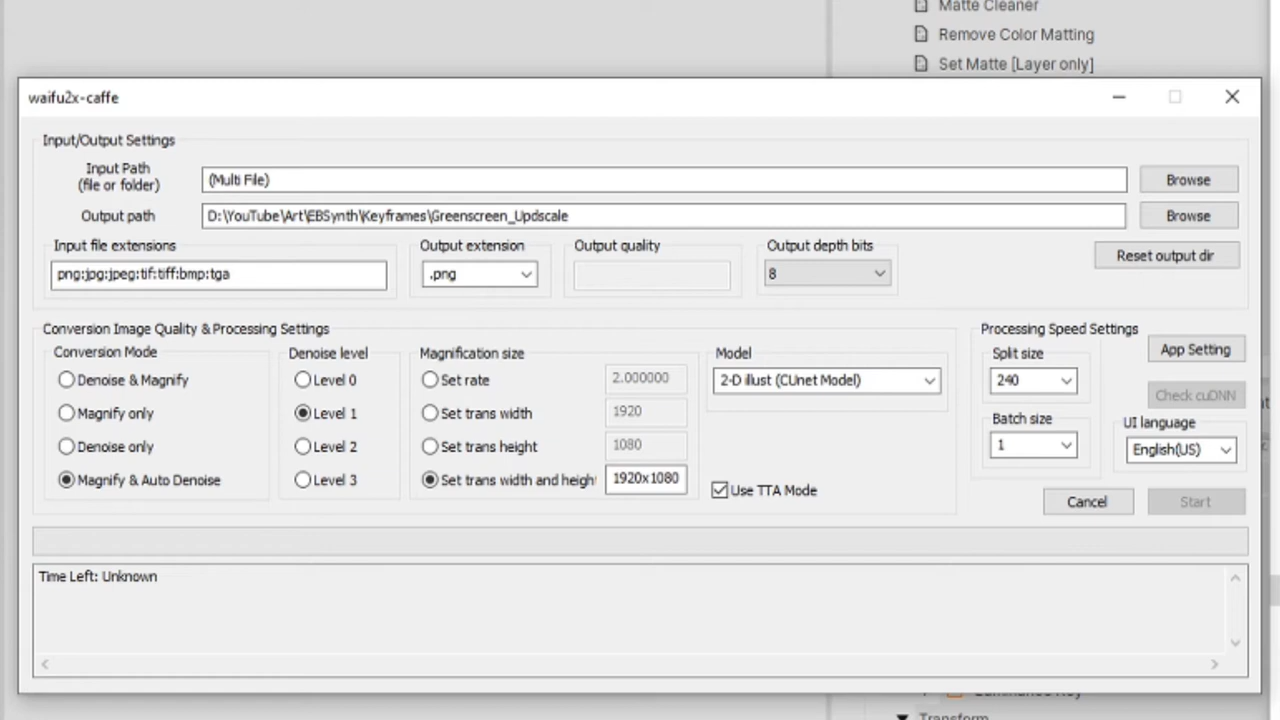 Matte Cleaner
Remove Color Matting
Set Matte [Layer only]
waifu2x-caffe
Input/Output Settings
Input Path
(file or folder)
(Multi File)
Browse
Output path
D:\YouTube\Art\EBSynth\Keyframes\Greenscreen_Updscale
Browse
Input file extensions
png:jpg:jpeg:tif:tiff:bmp:tga
Output extension
.png
Output quality
Output depth bits
8
Reset output dir
Conversion Image Quality & Processing Settings
Conversion Mode
Denoise & Magnify
Magnify only
Denoise only
Magnify & Auto Denoise
Denoise level
Level 0
Level 1
Level 2
Level 3
Magnification size
Set rate
2.000000
Set trans width
1920
Set trans height
1080
Set trans width and heigh
1920x1080
Model
2-D illust (CUnet Model)
Use TTA Mode
Processing Speed Settings
Split size
240
Batch size
1
App Setting
Check cuDNN
UI language
English(US)
Cancel
Start
Time Left: Unknown
Transform